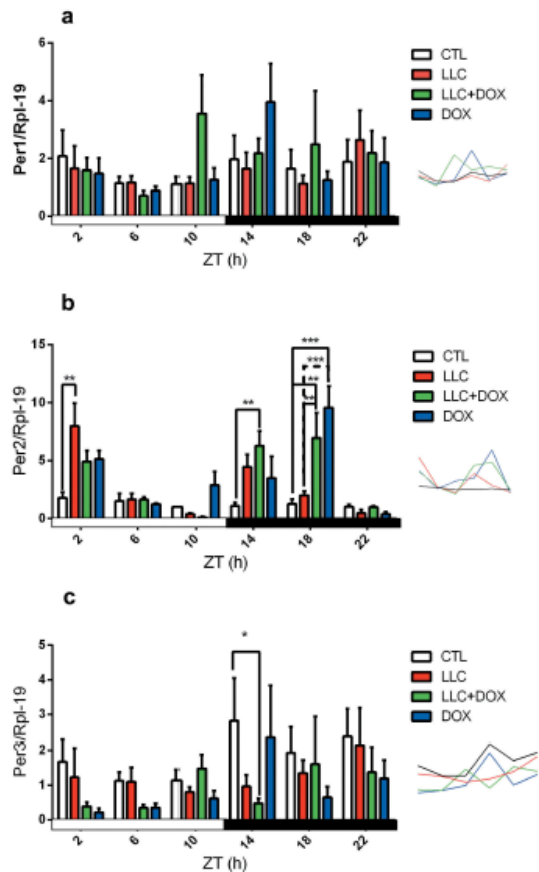 a
Per1/Rpl-19
6
4
2
0
2
6
10
14
18
22
ZT (h)
CTL
LLC
LLC+DOX
DOX
b
Per2/Rpl-19
15
10
5
0
**
**
***
***
**
**
2
6
10
14
18
22
ZT (h)
CTL
LLC
LLC+DOX
DOX
c
Per3/Rpl-19
5
4
3
2
1
0
*
2
6
10
14
18
22
ZT (h)
CTL
LLC
LLC+DOX
DOX